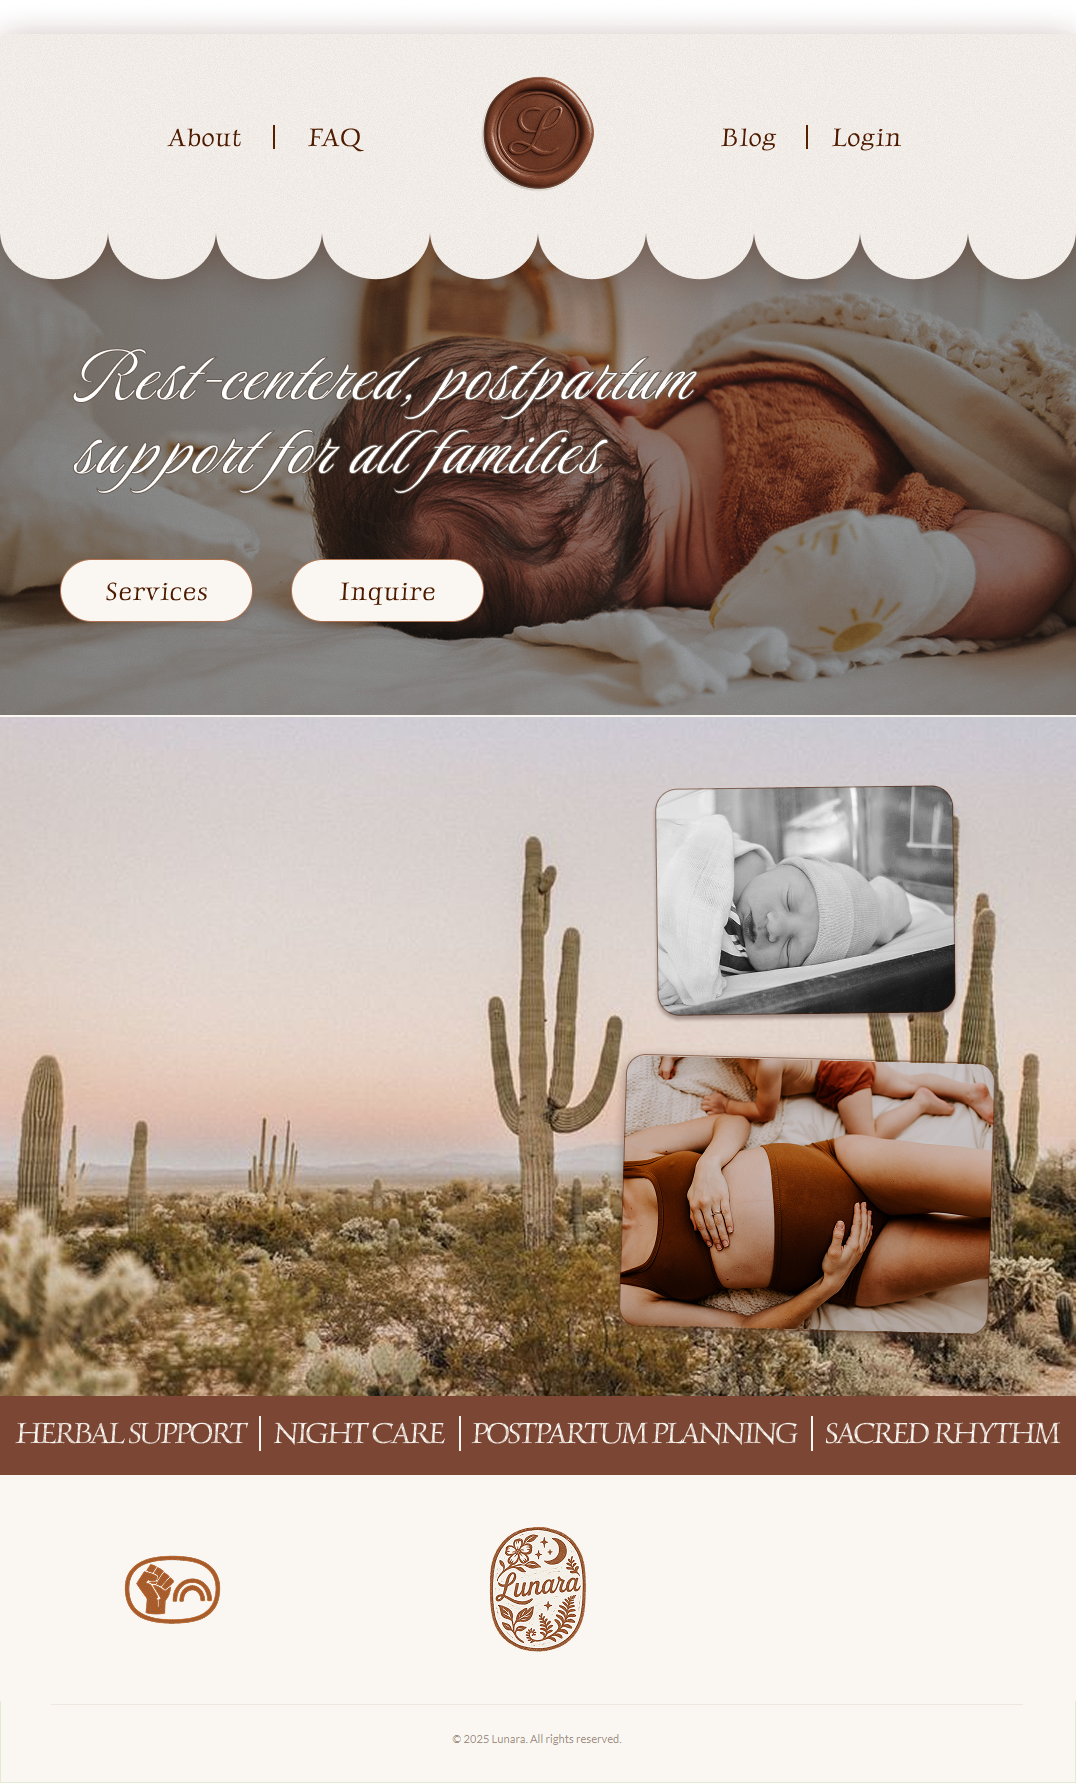 About | FAQ
L
Blog | Login
Rest-centered, postpartum
support for all families
Services
Inquire
HERBAL SUPPORT | NIGHT CARE | POSTPARTUM PLANNING | SACRED RHYTHM
Lunara
© 2025 Lunara. All rights reserved.